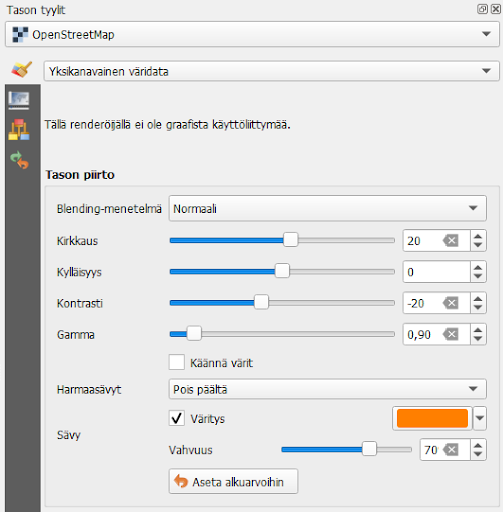 Tason tyylit
OpenStreetMap
Yksikanavainen väridata
Tällä renderöijällä ei ole graafista käyttöliittymää.
Tason piirto
Blending-menetelmä Normaali
Kirkkaus 20
Kylläisyys 0
Kontrasti -20
Gamma 0,90
Käännä värit
Harmaasävyt Pois päältä
Väritys
Sävy
Vahvuus 70
Aseta alkuarvoihin